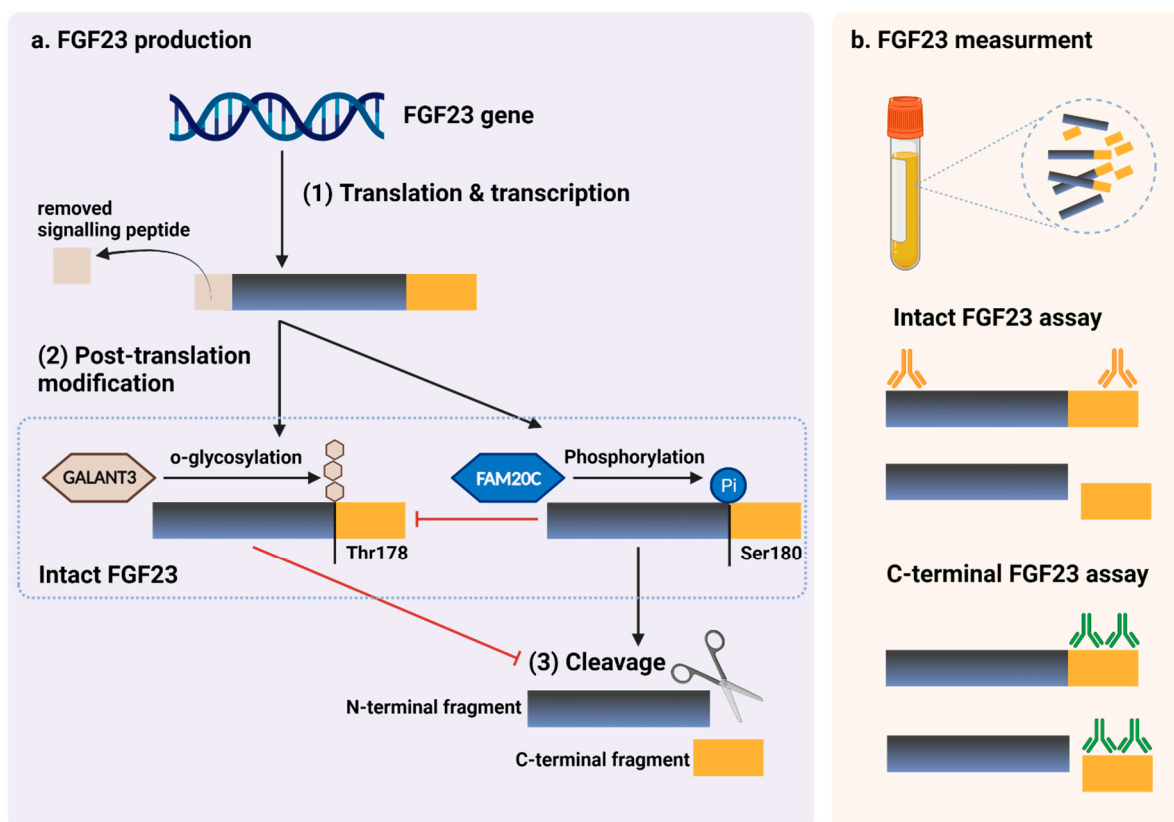 a. FGF23 production
FGF23 gene
(1) Translation & transcription
removed
signalling peptide
(2) Post-translation
modification
GALANT3
o-glycosylation
FAM20C
Phosphorylation
Pi
Thr178
Ser180
Intact FGF23
(3) Cleavage
N-terminal fragment
C-terminal fragment
b. FGF23 measurment
Intact FGF23 assay
C-terminal FGF23 assay